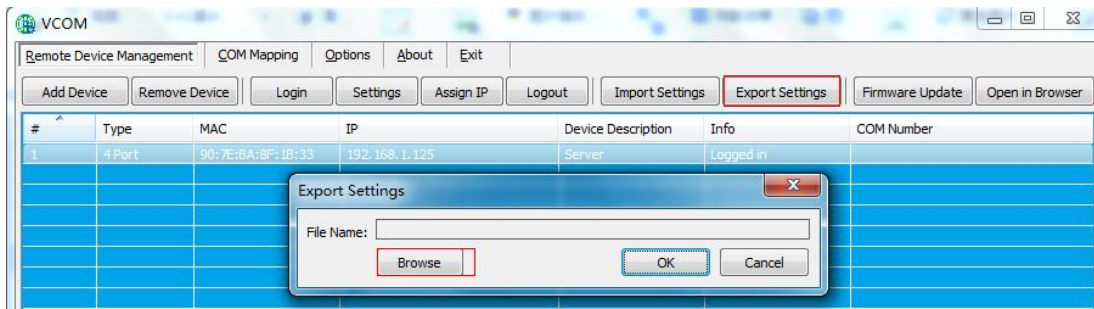 VCOM
Remote Device Management COM Mapping Options About Exit
Add Device Remove Device Login Settings Assign IP Logout Import Settings Export Settings Firmware Update Open in Browser
# Type MAC IP Device Description Info COM Number
1 4 Port 90:7E:BA:8F:1B:33 192.168.1.125 Server Logged in
Export Settings
File Name:
Browse OK Cancel